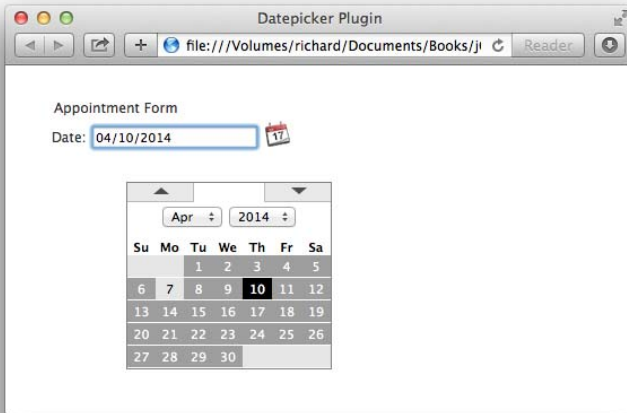 Datepicker Plugin
file:///Volumes/richard/Documents/Books/j
Reader
Appointment Form
Date: 04/10/2014
17
Apr 2014
Su Mo Tu We Th Fr Sa
1 2 3 4 5
6 7 8 9 10 11 12
13 14 15 16 17 18 19
20 21 22 23 24 25 26
27 28 29 30